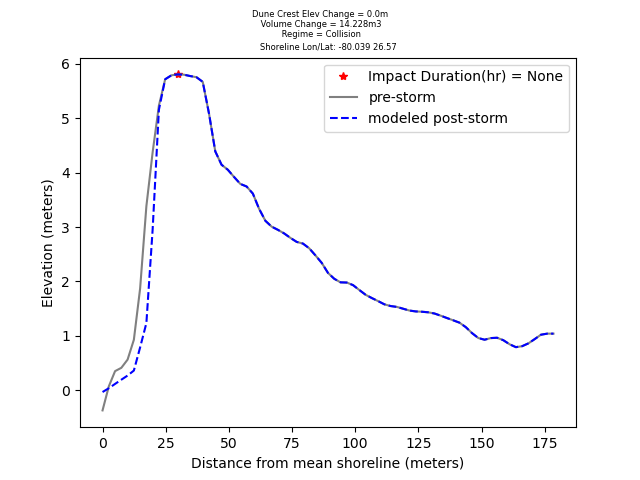 Dune Crest Elev Change = 0.0m
Volume Change = 14.228m3
Regime = Collision
Shoreline Lon/Lat: -80.039 26.57
Impact Duration(hr) = None
pre-storm
modeled post-storm
6
5
4
3
2
1
0
Elevation (meters)
0 25 50 75 100 125 150 175
Distance from mean shoreline (meters)